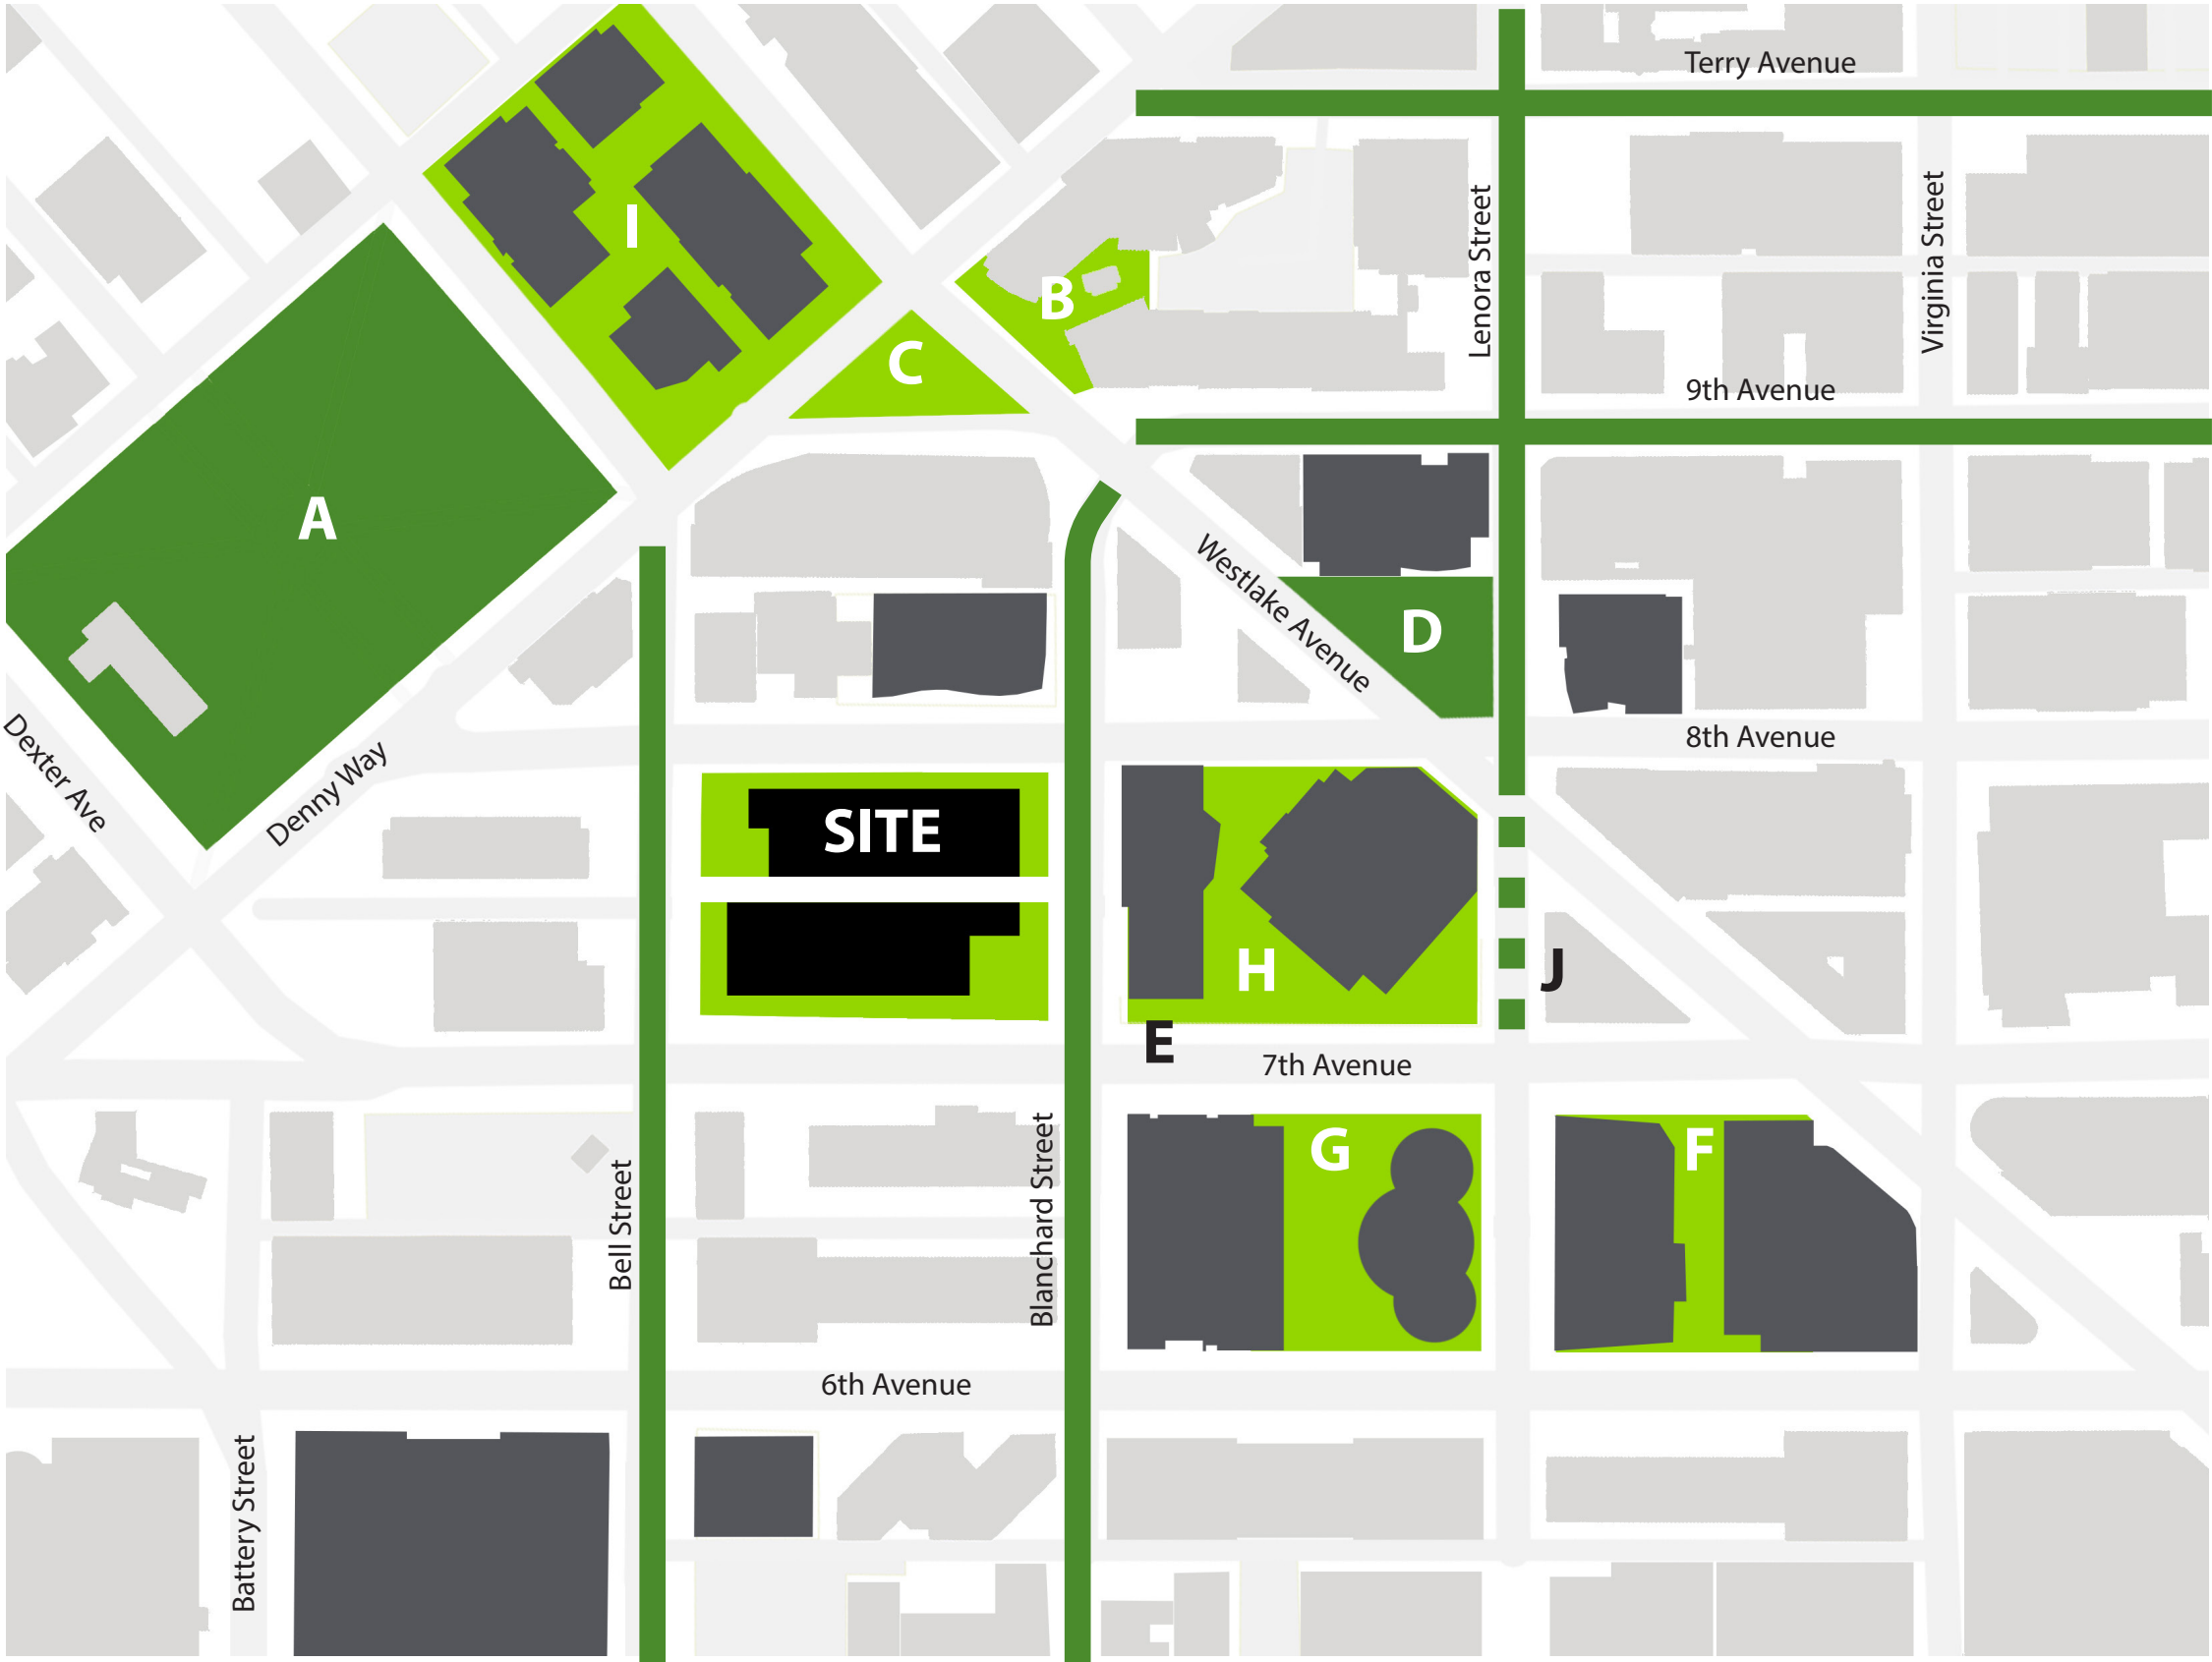 Terry Avenue
I
Lenora Street
Virginia Street
B
C
9th Avenue
A
Westlake Avenue
D
8th Avenue
Dexter Ave
Denny Way
SITE
H
J
E
7th Avenue
G
F
Bell Street
Blanchard Street
6th Avenue
Battery Street